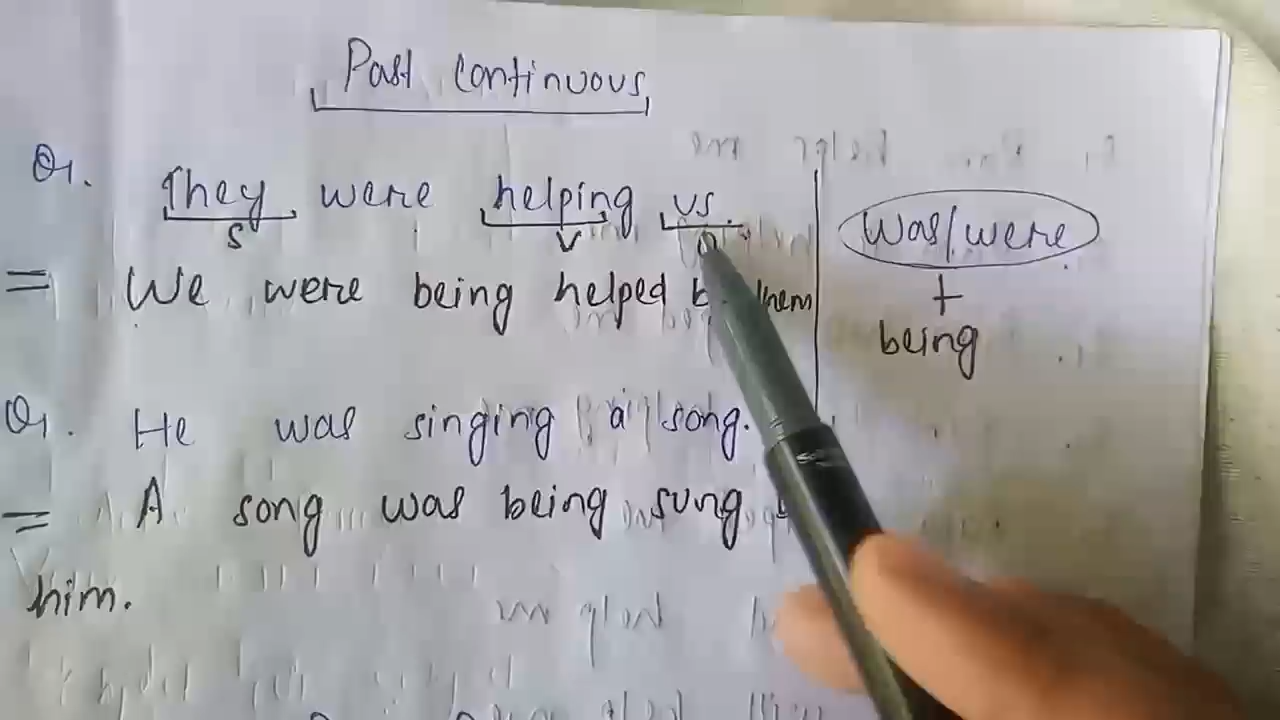 Past continuous
Q1. They were helping us.
S V O
= We were being helped them
Was/were
+
being
Q1. He was singing a song.
= A song was being sung
him.